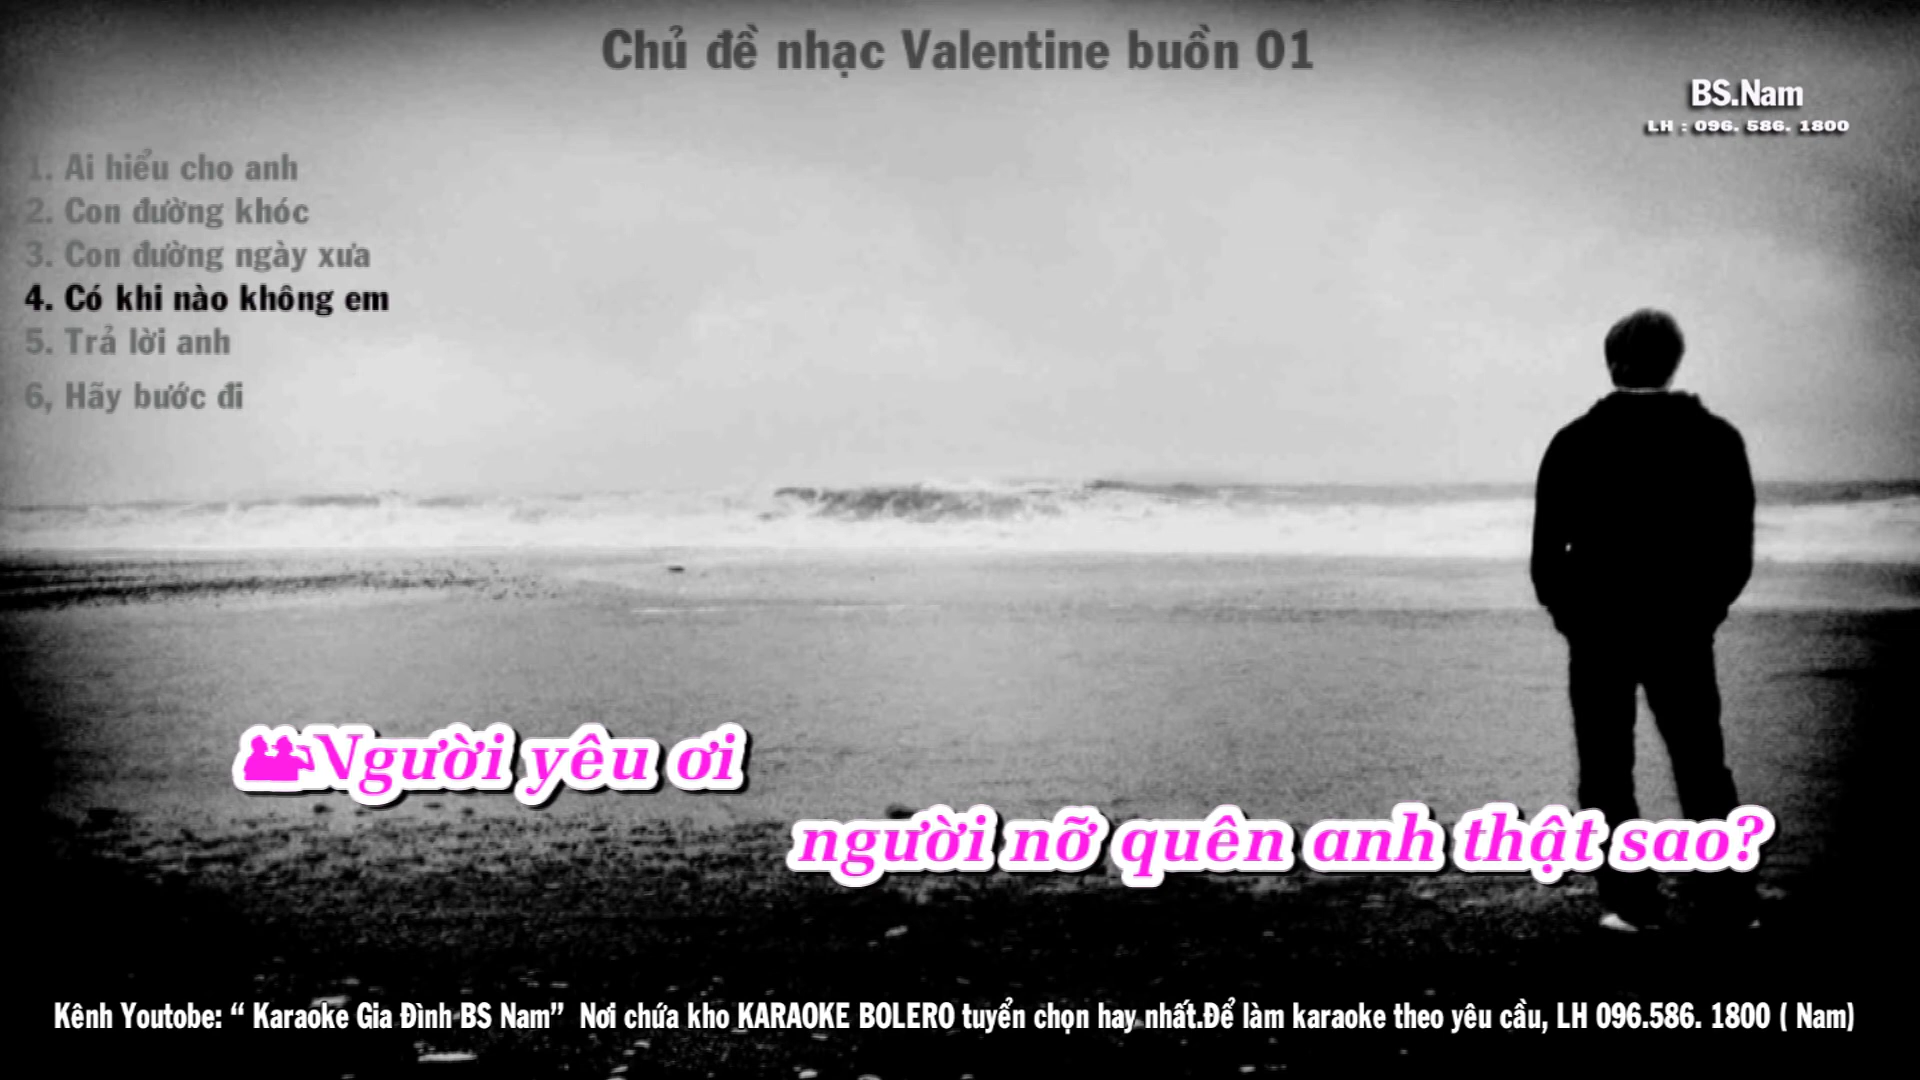 Chủ đề nhạc Valentine buồn 01
BS.Nam
LH : 096. 586. 1800
1. Ai hiểu cho anh
2. Con đường khóc
3. Con đường ngày xưa
4. Có khi nào không em
5. Trả lời anh
6, Hãy bước đi
Người yêu ơi
người nỡ quên anh thật sao?
Kênh Youtobe: “ Karaoke Gia Đình BS Nam” Nơi chứa kho KARAOKE BOLERO tuyển chọn hay nhất.Để làm karaoke theo yêu cầu, LH 096.586. 1800 ( Nam)